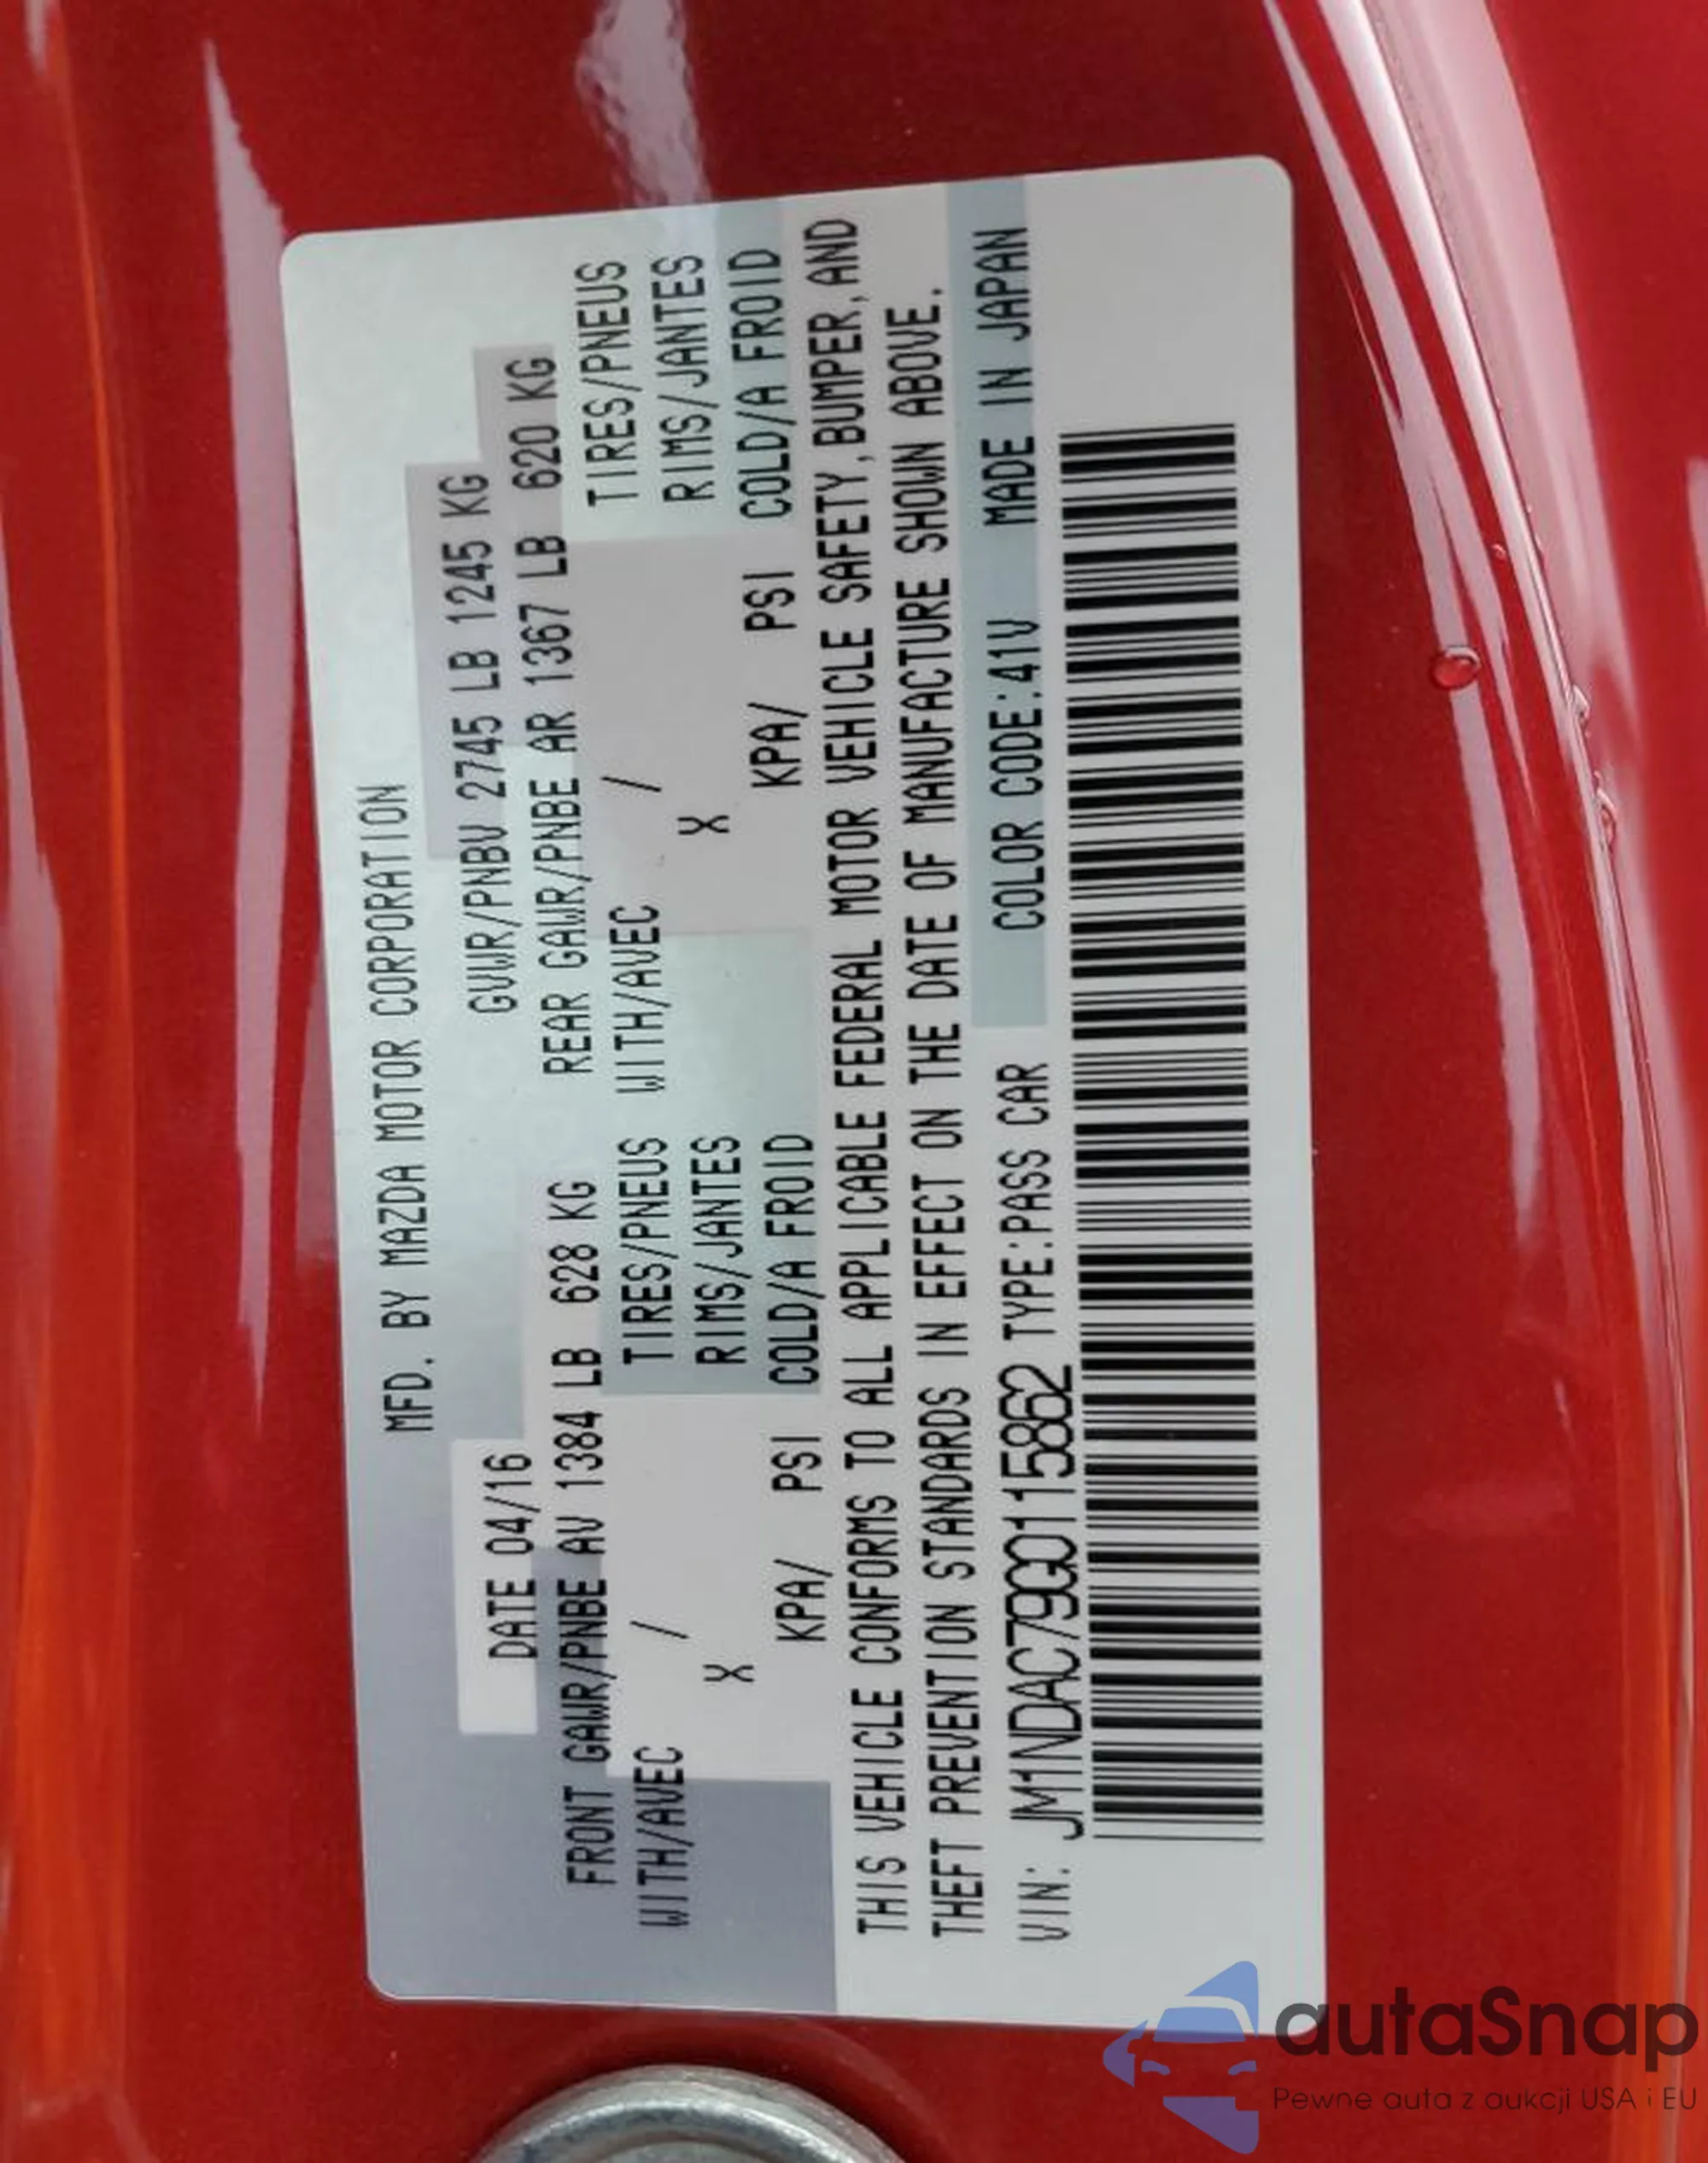 MFD. BY MAZDA MOTOR CORPORATION
DATE 04/16 GVWR/PNBV 2745 LB 1245 KG
FRONT GAWR/PNBE AV 1384 LB 628 KG REAR GAWR/PNBE AR 1367 LB 620 KG
WITH/AVEC / TIRES/PNEUS WITH/AVEC / TIRES/PNEUS
X RIMS/JANTES X RIMS/JANTES
KPA/ PSI COLD/A FROID KPA/ PSI COLD/A FROID
THIS VEHICLE CONFORMS TO ALL APPLICABLE FEDERAL MOTOR VEHICLE SAFETY,BUMPER,AND
THEFT PREVENTION STANDARDS IN EFFECT ON THE DATE OF MANUFACTURE SHOWN ABOVE.
VIN: JM1NDAC79G0115862 TYPE:PASS CAR COLOR CODE:41V MADE IN JAPAN
autaSnap
Pewne auta z aukcji USA i EU